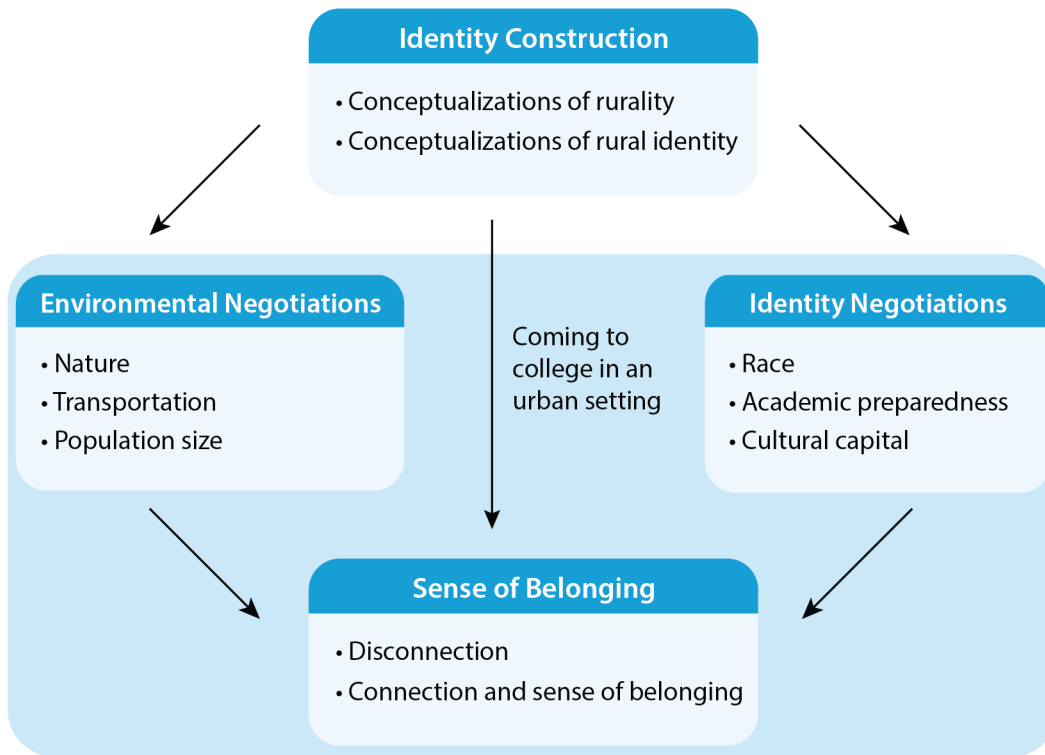 Identity Construction
• Conceptualizations of rurality
• Conceptualizations of rural identity
Environmental Negotiations
• Nature
• Transportation
• Population size
Coming to
college in an
urban setting
Identity Negotiations
• Race
• Academic preparedness
• Cultural capital
Sense of Belonging
• Disconnection
• Connection and sense of belonging